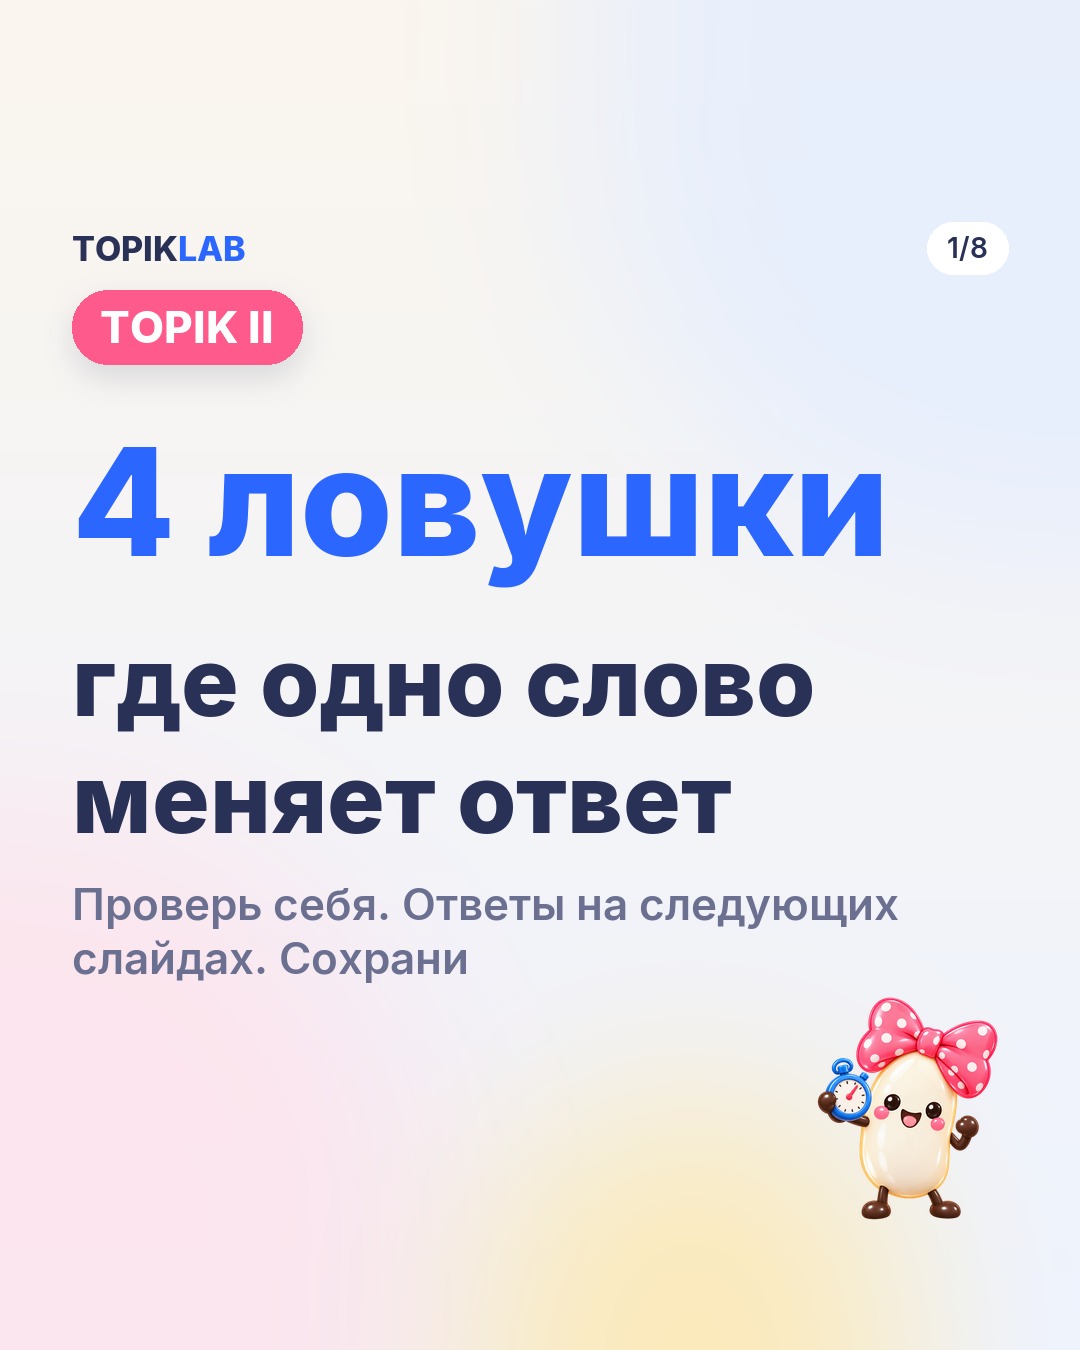 TOPIKLAB
1/8
TOPIK II
4 ловушки
где одно слово
меняет ответ
Проверь себя. Ответы на следующих
слайдах. Сохрани